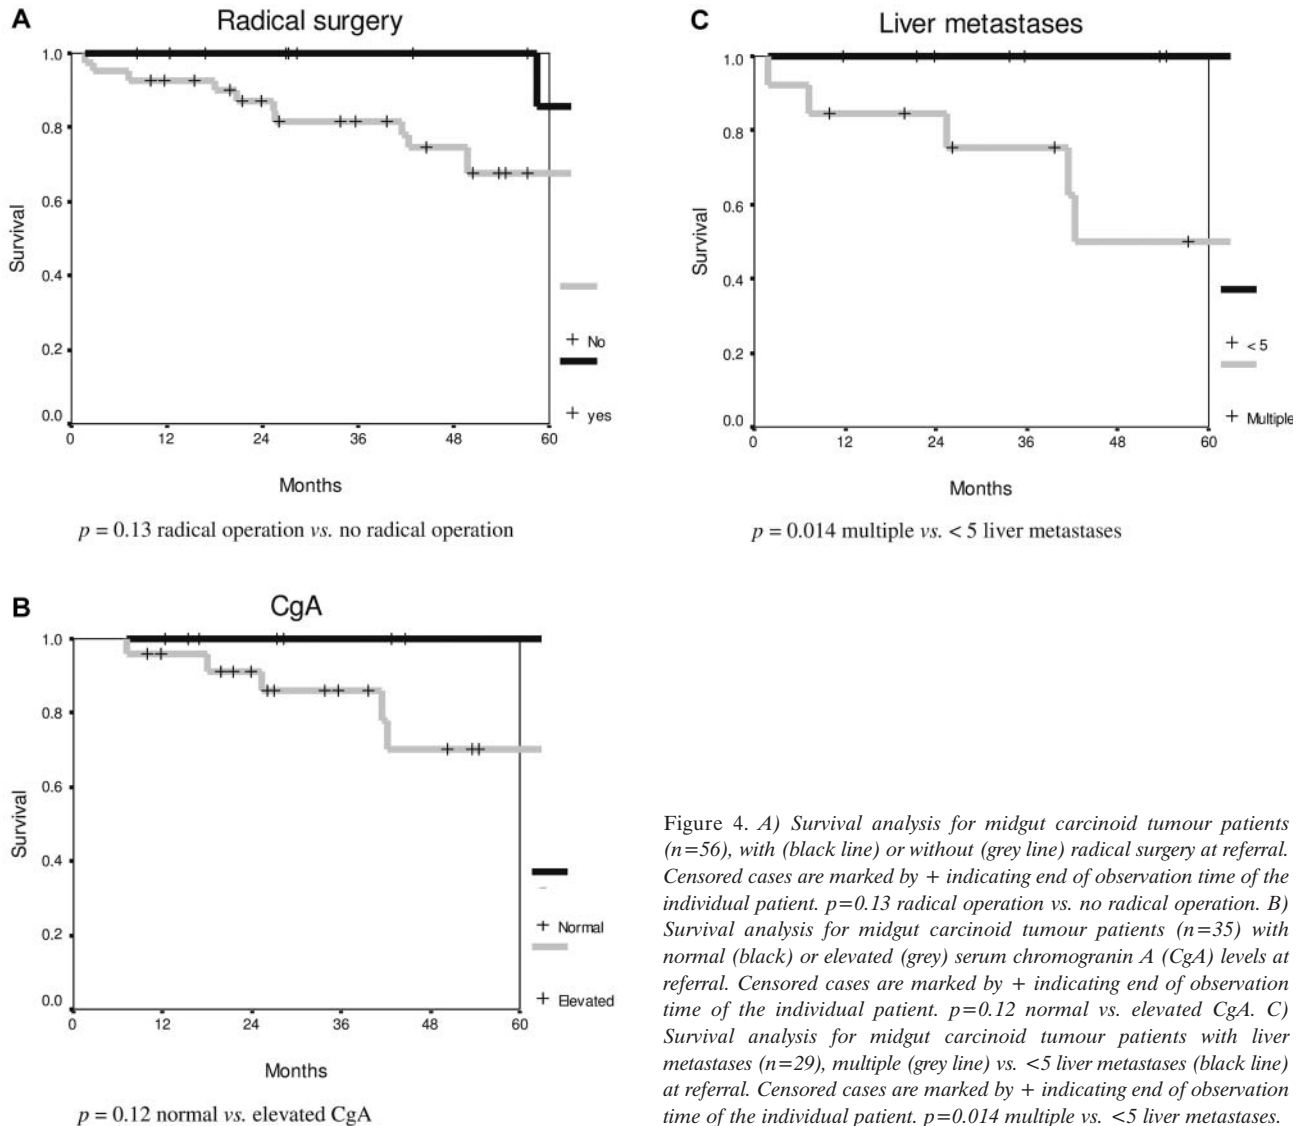 A
Radical surgery
1.0
0.8
0.6
0.4
0.2
0.0
Survival
0 12 24 36 48 60
Months
No
yes
p = 0.13 radical operation vs. no radical operation
C
Liver metastases
1.0
0.8
0.6
0.4
0.2
0.0
Survival
0 12 24 36 48 60
Months
< 5
Multiple
p = 0.014 multiple vs. < 5 liver metastases
B
CgA
1.0
0.8
0.6
0.4
0.2
0.0
Survival
0 12 24 36 48 60
Months
Normal
Elevated
p = 0.12 normal vs. elevated CgA
Figure 4. A) Survival analysis for midgut carcinoid tumour patients
(n=56), with (black line) or without (grey line) radical surgery at referral.
Censored cases are marked by + indicating end of observation time of the
individual patient. p=0.13 radical operation vs. no radical operation. B)
Survival analysis for midgut carcinoid tumour patients (n=35) with
normal (black) or elevated (grey) serum chromogranin A (CgA) levels at
referral. Censored cases are marked by + indicating end of observation
time of the individual patient. p=0.12 normal vs. elevated CgA. C)
Survival analysis for midgut carcinoid tumour patients with liver
metastases (n=29), multiple (grey line) vs. <5 liver metastases (black line)
at referral. Censored cases are marked by + indicating end of observation
time of the individual patient. p=0.014 multiple vs. <5 liver metastases.